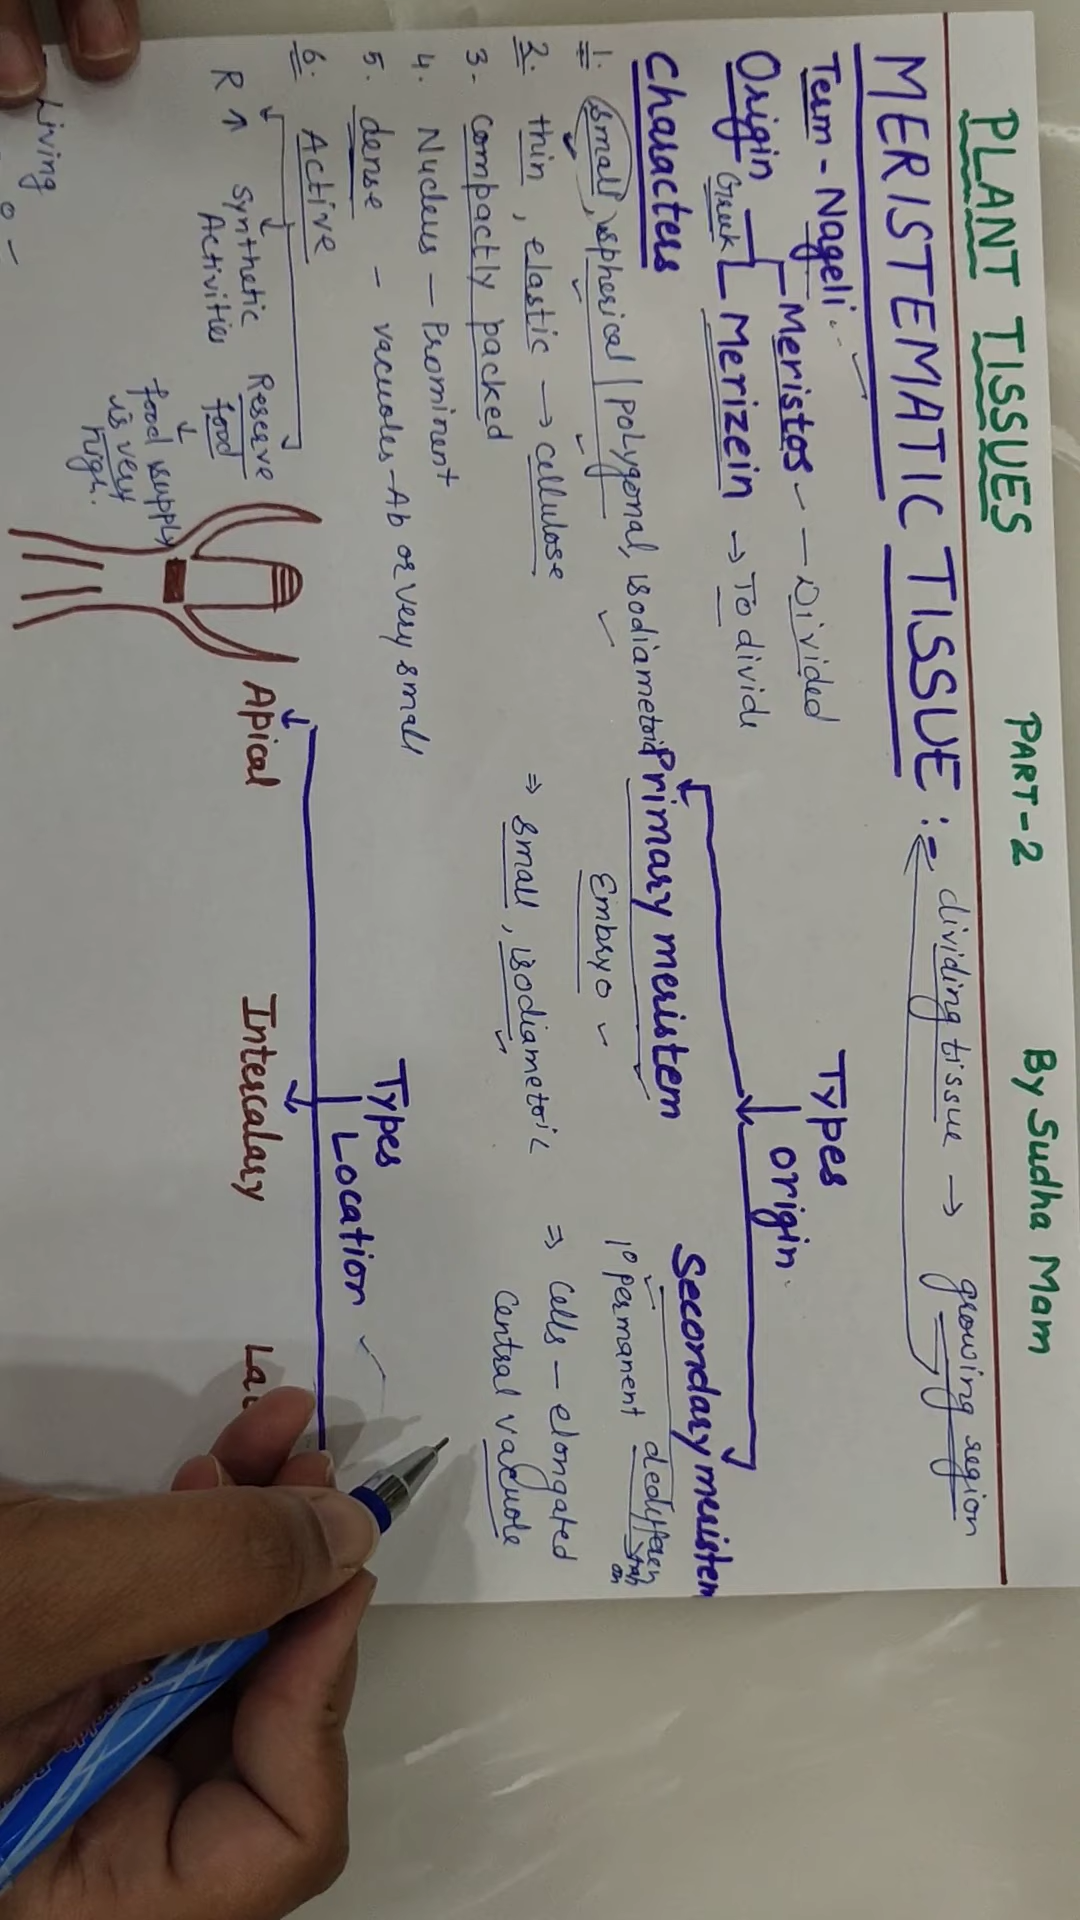 PLANT TISSUES PART-2 By Sudha Mam
MERISTEMATIC TISSUE :- dividing tissue → growing region
Term - Nageli..
Origin Meristos - Divided
Greek Merizein → To divide
Characters
1. small, spherical | polygonal, isodiametric
2. thin, elastic → cellulose
3. compactly packed
4. Nucleus - Prominent
5. dense - vacuoles - Ab or very small
6. Active
R ↑ Synthetic Activities Reserve food
food supply is very high.
Living
Types
origin.
Primary meristem Secondary meristem
Embryo 1° permanent dedifferentiation
⇒ small, isodiametric ⇒ Cells - elongated
Central vacuole
Types
Location
Apical Intercalary La